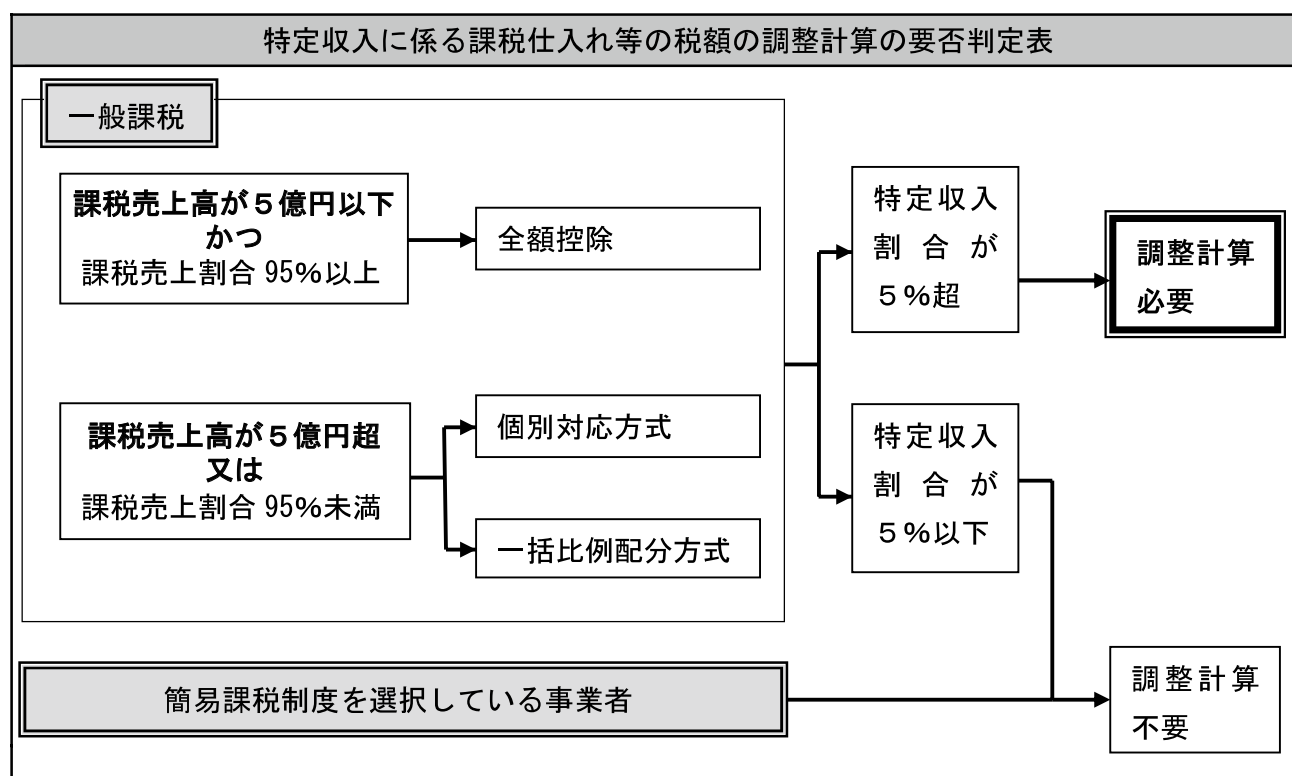 特定収入に係る課税仕入れ等の税額の調整計算の要否判定表
一般課税
課税売上高が５億円以下
かつ
課税売上割合 95％以上
全額控除
課税売上高が５億円超
又は
課税売上割合 95％未満
個別対応方式
一括比例配分方式
特定収入
割合が
５％超
調整計算
必要
特定収入
割合が
５％以下
簡易課税制度を選択している事業者
調整計算
不要